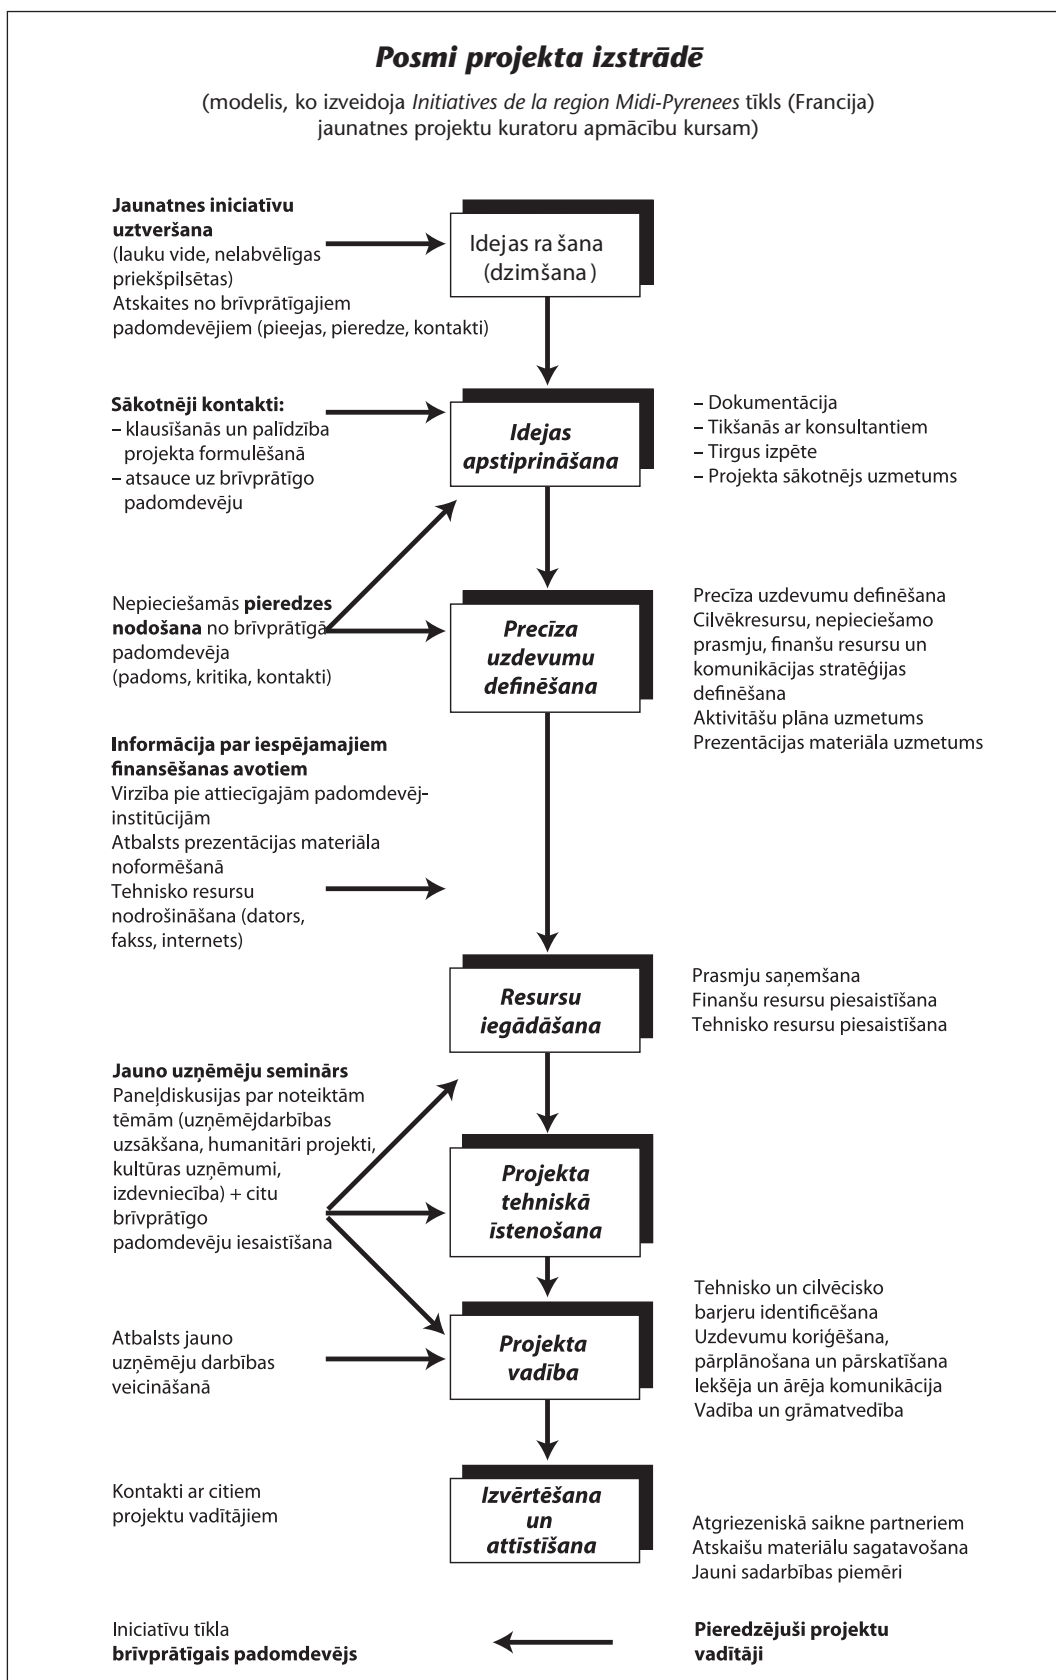 Posmi projekta izstrādē
(modelis, ko izveidoja Initiatives de la region Midi-Pyrenees tīkls (Francija)
jaunatnes projektu kuratoru apmācību kursam)
Jaunatnes iniciatīvu
uztveršana
(lauku vide, nelabvēlīgas
priekšpilsētas)
Atskaites no brīvprātīgajiem
padomdevējiem (pieejas, pieredze, kontakti)
Idejas ra šana
(dzimšana )
Sākotnēji kontakti:
– klausīšanās un palīdzība
projekta formulēšanā
– atsauce uz brīvprātīgo
padomdevēju
Idejas
apstiprināšana
– Dokumentācija
– Tikšanās ar konsultantiem
– Tirgus izpēte
– Projekta sākotnējs uzmetums
Nepieciešamās pieredzes
nodošana no brīvprātīgā
padomdevēja
(padoms, kritika, kontakti)
Precīza
uzdevumu
definēšana
Precīza uzdevumu definēšana
Cilvēkresursu, nepieciešamo
prasmju, finanšu resursu un
komunikācijas stratēģijas
definēšana
Aktivitāšu plāna uzmetums
Prezentācijas materiāla uzmetums
Informācija par iespējamajiem
finansēšanas avotiem
Virzība pie attiecīgajām padomdevēj-
institūcijām
Atbalsts prezentācijas materiāla
noformēšanā
Tehnisko resursu
nodrošināšana (dators,
fakss, internets)
Resursu
iegādāšana
Prasmju saņemšana
Finanšu resursu piesaistīšana
Tehnisko resursu piesaistīšana
Jauno uzņēmēju seminārs
Paneļdiskusijas par noteiktām
tēmām (uzņēmējdarbības
uzsākšana, humanitāri projekti,
kultūras uzņēmumi,
izdevniecība) + citu
brīvprātīgo
padomdevēju iesaistīšana
Projekta
tehniskā
īstenošana
Atbalsts jauno
uzņēmēju darbības
veicināšanā
Projekta
vadība
Tehnisko un cilvēcisko
barjeru identificēšana
Uzdevumu koriģēšana,
pārplānošana un pārskatīšana
Iekšēja un ārēja komunikācija
Vadība un grāmatvedība
Kontakti ar citiem
projektu vadītājiem
Izvērtēšana
un
attīstīšana
Atgriezeniskā saikne partneriem
Atskaišu materiālu sagatavošana
Jauni sadarbības piemēri
Iniciatīvu tīkla
brīvprātīgais padomdevējs
Pieredzējuši projektu
vadītāji